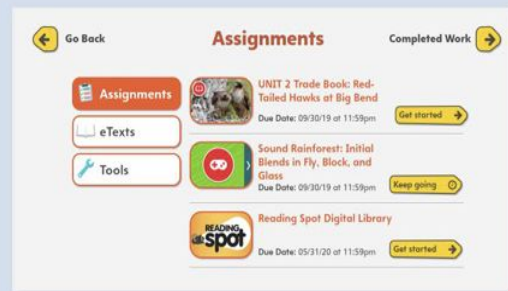 Go Back
Assignments
Completed Work
Assignments
eTexts
Tools
UNIT 2 Trade Book: Red-
Tailed Hawks at Big Bend
Due Date: 09/30/19 at 11:59pm
Get started
Sound Rainforest: Initial
Blends in Fly, Block, and
Glass
Due Date: 09/30/19 at 11:59pm
Keep going
READING
spot
Reading Spot Digital Library
Due Date: 05/31/20 at 11:59pm
Get started